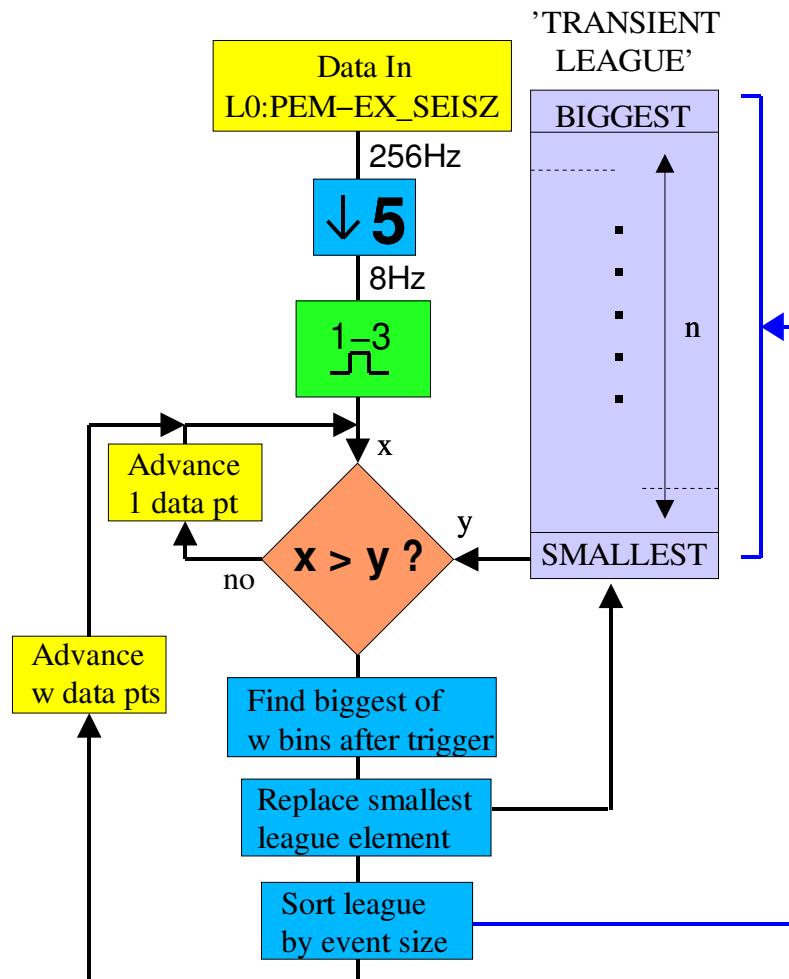 'TRANSIENT
LEAGUE'
Data In
L0:PEM−EX_SEISZ
BIGGEST
256Hz
↓ 5
8Hz
n
1−3
x
Advance
1 data pt
y
x > y ?
SMALLEST
no
Advance
w data pts
Find biggest of
w bins after trigger
Replace smallest
league element
Sort league
by event size